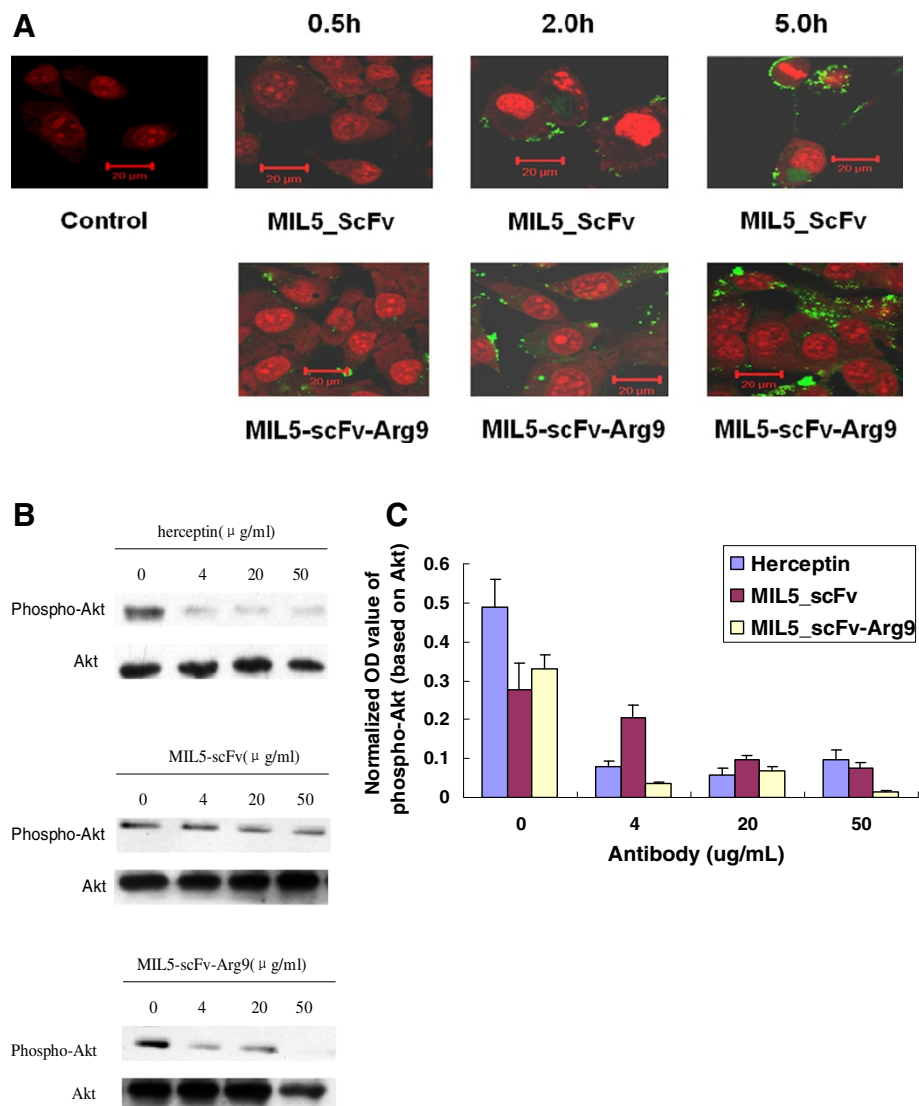 A
0.5h
2.0h
5.0h
20 μm
20 μm
20 μm
20 μm
Control
MIL5_ScFv
MIL5_ScFv
MIL5_ScFv
20 μm
20 μm
20 μm
MIL5-scFv-Arg9
MIL5-scFv-Arg9
MIL5-scFv-Arg9
B
herceptin(μ g/ml)
0 4 20 50
Phospho-Akt
Akt
MIL5-scFv(μ g/ml)
0 4 20 50
Phospho-Akt
Akt
MIL5-scFv-Arg9(μ g/ml)
0 4 20 50
Phospho-Akt
Akt
C
Normalized OD value of
phospho-Akt (based on Akt)
0.6
0.5
0.4
0.3
0.2
0.1
0
Herceptin
MIL5_scFv
MIL5_scFv-Arg9
0 4 20 50
Antibody (ug/mL)